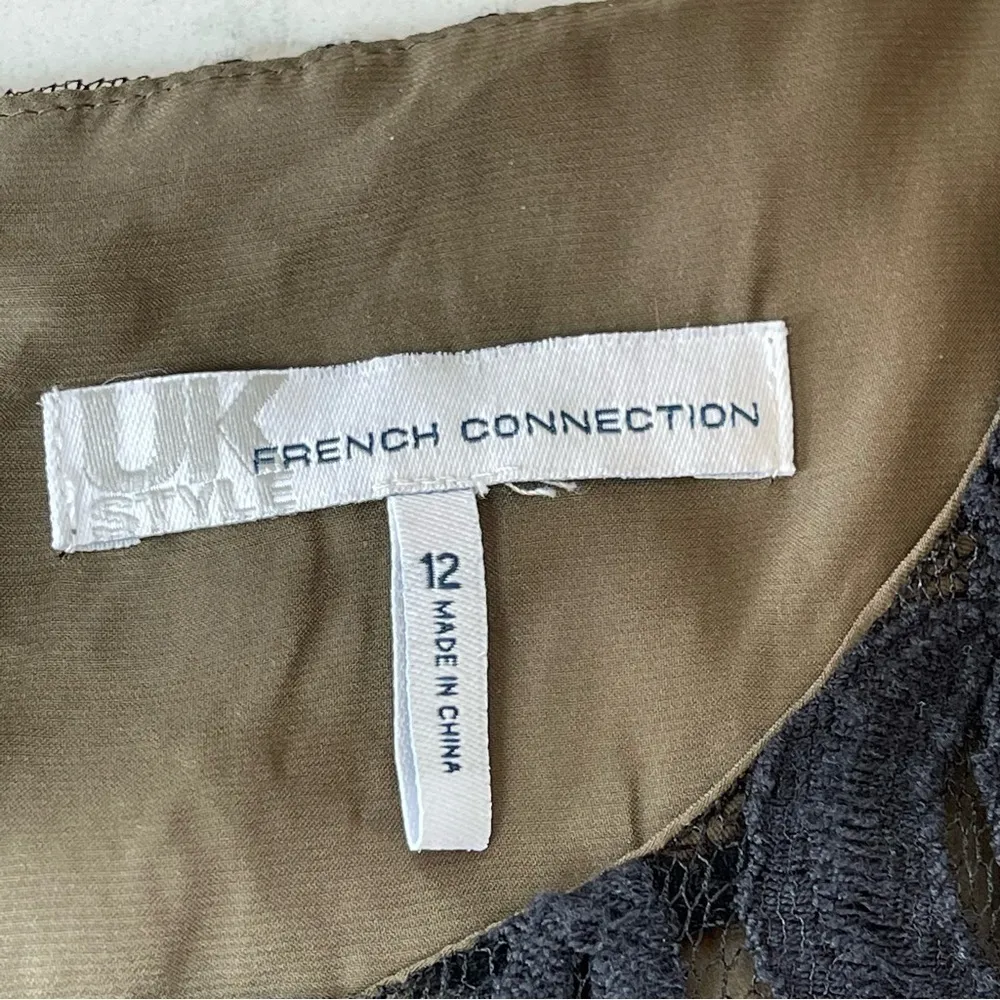 UK
STYLE
FRENCH CONNECTION
12
MADE IN CHINA